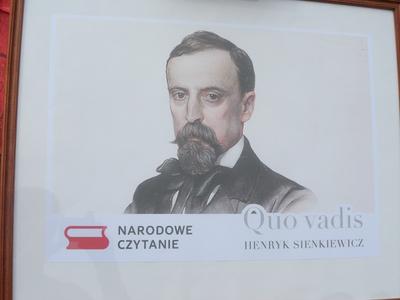 NARODOWE
CZYTANIE
Quo vadis
HENRYK SIENKIEWICZ